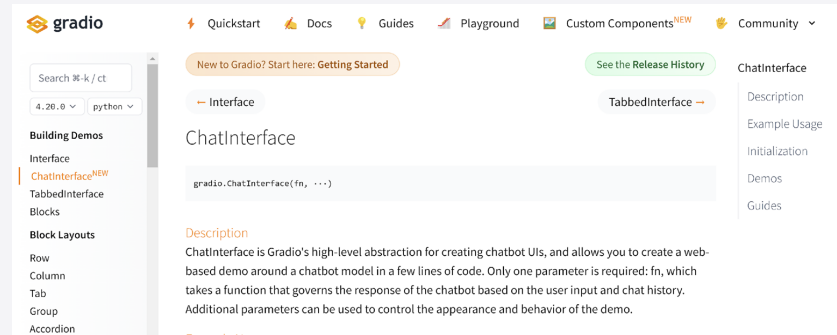 gradio
Quickstart
Docs
Guides
Playground
Custom ComponentsNEW
Community
Search ⌘-k / ct
4.20.0
python
Building Demos
Interface
ChatInterfaceNEW
TabbedInterface
Blocks
Block Layouts
Row
Column
Tab
Group
Accordion
New to Gradio? Start here: Getting Started
See the Release History
← Interface
TabbedInterface →
ChatInterface
gradio.ChatInterface(fn, ···)
Description
ChatInterface is Gradio's high-level abstraction for creating chatbot UIs, and allows you to create a web-
based demo around a chatbot model in a few lines of code. Only one parameter is required: fn, which
takes a function that governs the response of the chatbot based on the user input and chat history.
Additional parameters can be used to control the appearance and behavior of the demo.
ChatInterface
Description
Example Usage
Initialization
Demos
Guides